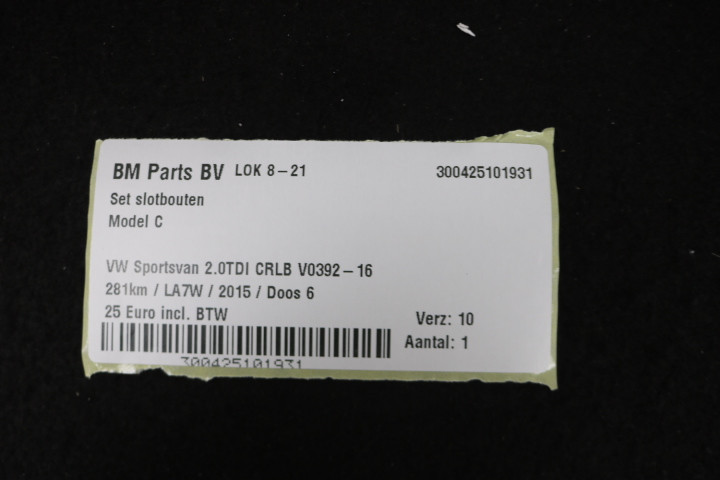 BM Parts BV LOK 8-21 300425101931
Set slotbouten
Model C
VW Sportsvan 2.0TDI CRLB V0392-16
281km / LA7W / 2015 / Doos 6
25 Euro incl. BTW
Verz: 10
Aantal: 1
300425101931